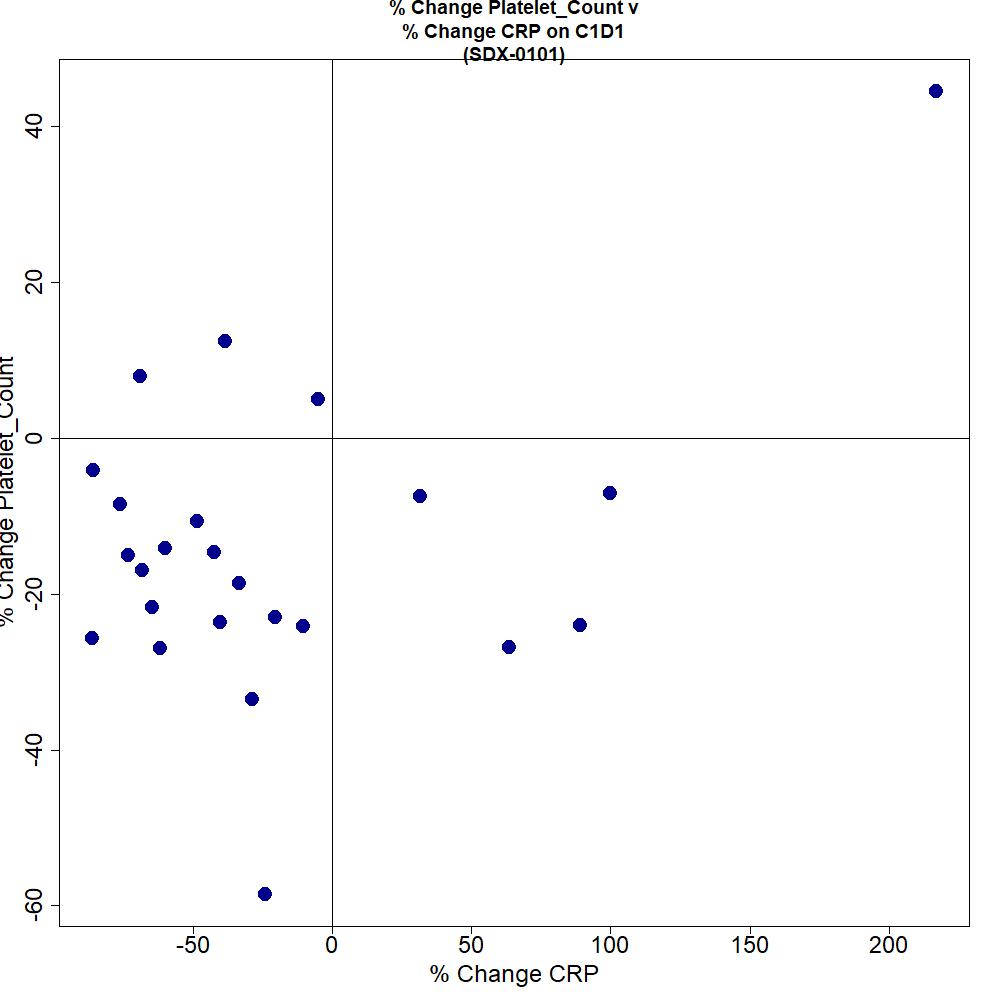 % Change Platelet_Count v
% Change CRP on C1D1
(SDX-0101)
% Change Platelet_Count
40
20
0
-20
-40
-60
-50
0
50
100
150
200
% Change CRP